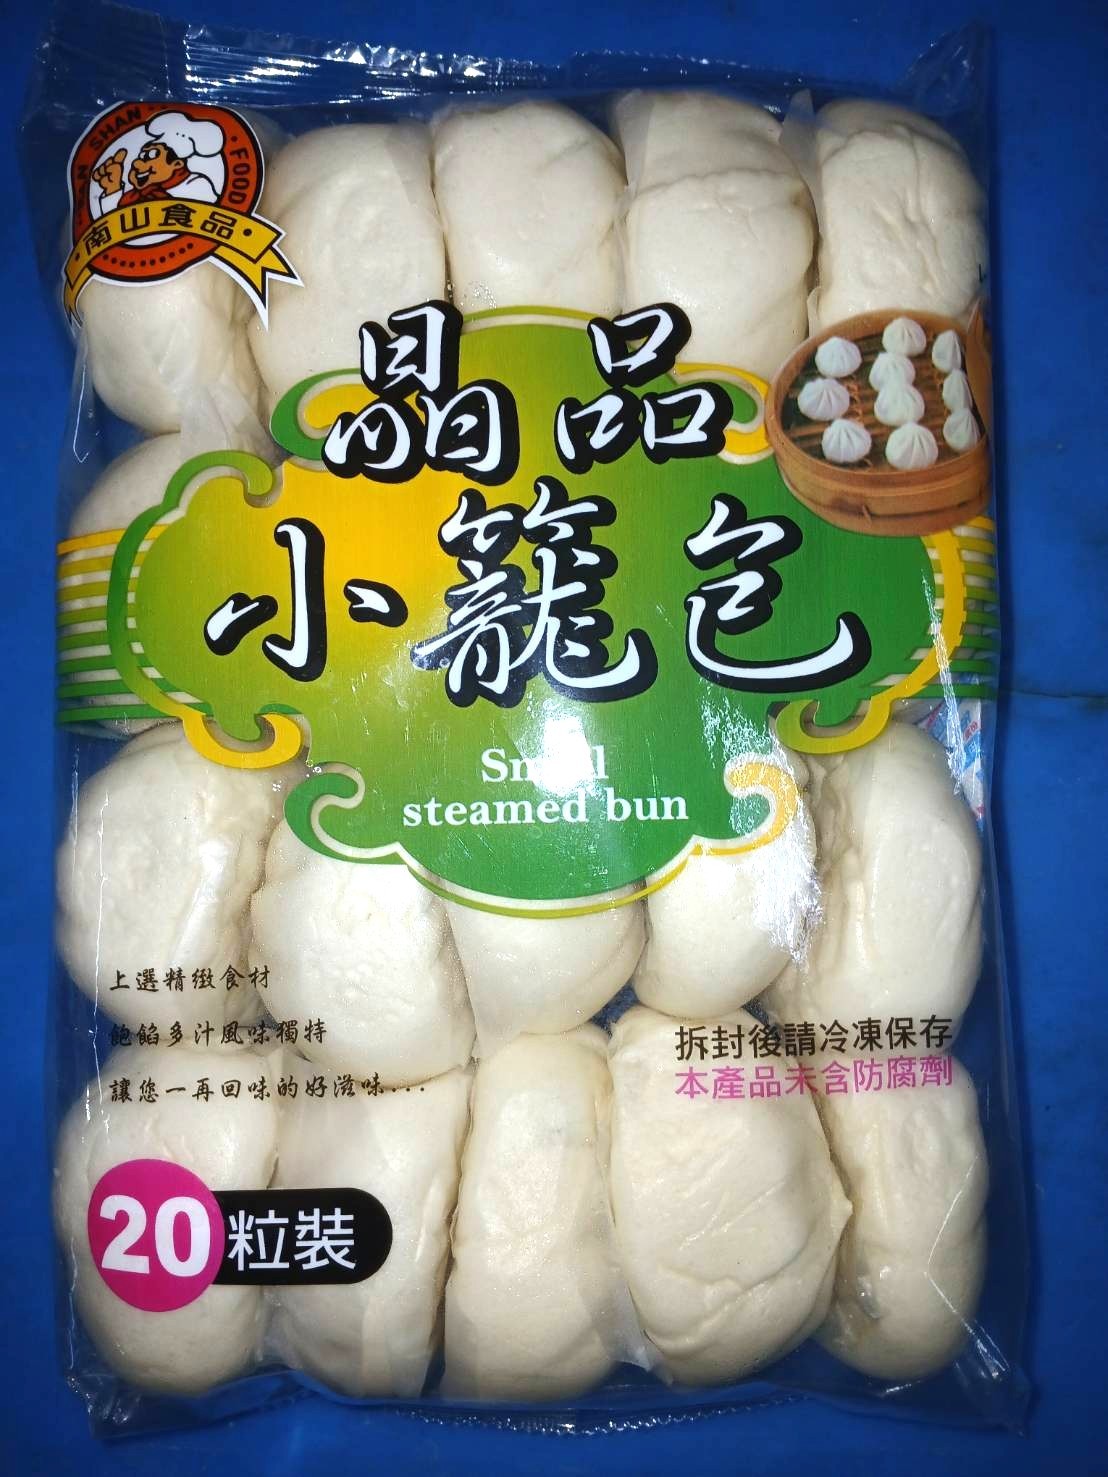 NAN SHAN FOOD
南山食品
晶品
小籠包
steamed bun
上選精緻食材
飽餡多汁風味獨特
讓您一再回味的好滋味...
拆封後請冷凍保存
本產品未含防腐劑
20粒裝